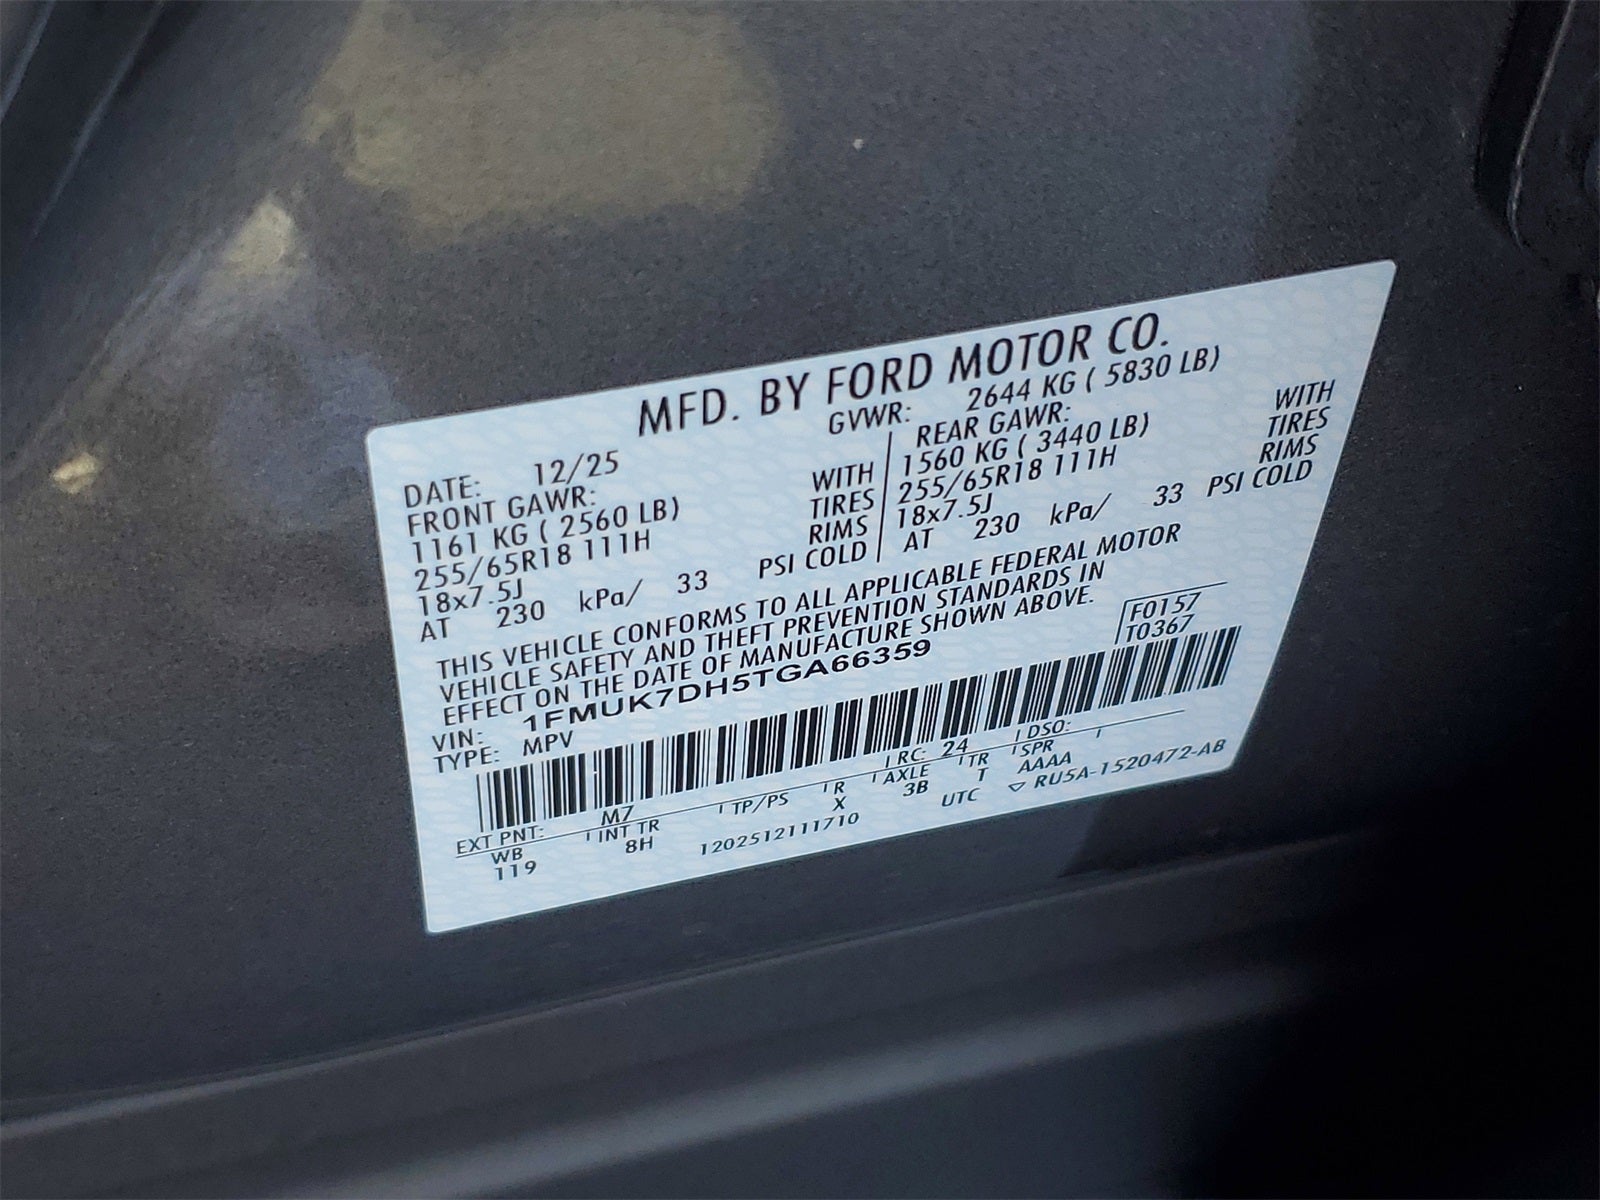 MFD. BY FORD MOTOR CO.
DATE: 12/25 GVWR: 2644 KG ( 5830 LB)
FRONT GAWR: REAR GAWR:
1161 KG ( 2560 LB) WITH 1560 KG ( 3440 LB) WITH
255/65R18 111H TIRES 255/65R18 111H TIRES
18x7.5J RIMS 18x7.5J RIMS
AT 230 kPa/ 33 PSI COLD AT 230 kPa/ 33 PSI COLD
THIS VEHICLE CONFORMS TO ALL APPLICABLE FEDERAL MOTOR
VEHICLE SAFETY AND THEFT PREVENTION STANDARDS IN
EFFECT ON THE DATE OF MANUFACTURE SHOWN ABOVE.
VIN: 1FMUK7DH5TGA66359 F0157
TYPE: MPV T0367
EXT PNT: M7 RC: 24 DSO:
WB INT TR TP/PS R AXLE TR SPR
119 8H X 3B T AAAA
1202512111710 UTC ▽ RU5A-1520472-AB